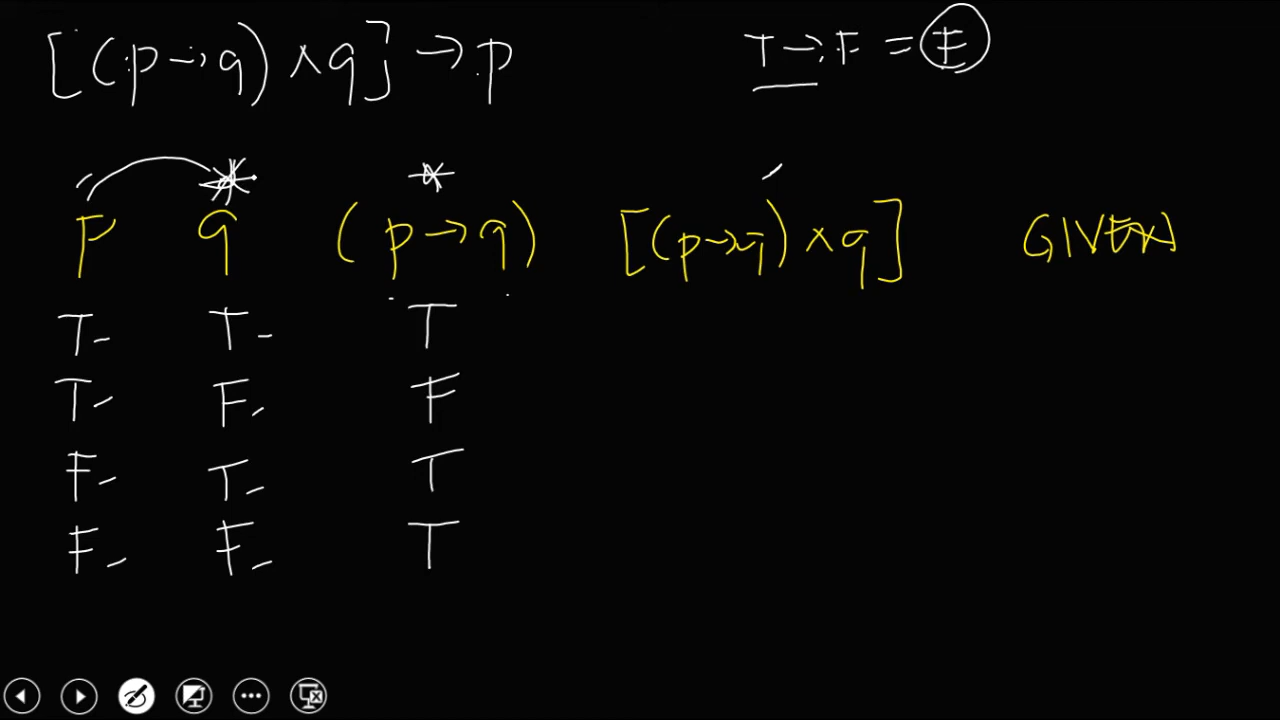 [(p→q)∧q]→p T→F = F
P q (p→q) [(p→q)∧q] GIVEN
T T T
T F F
F T T
F F T